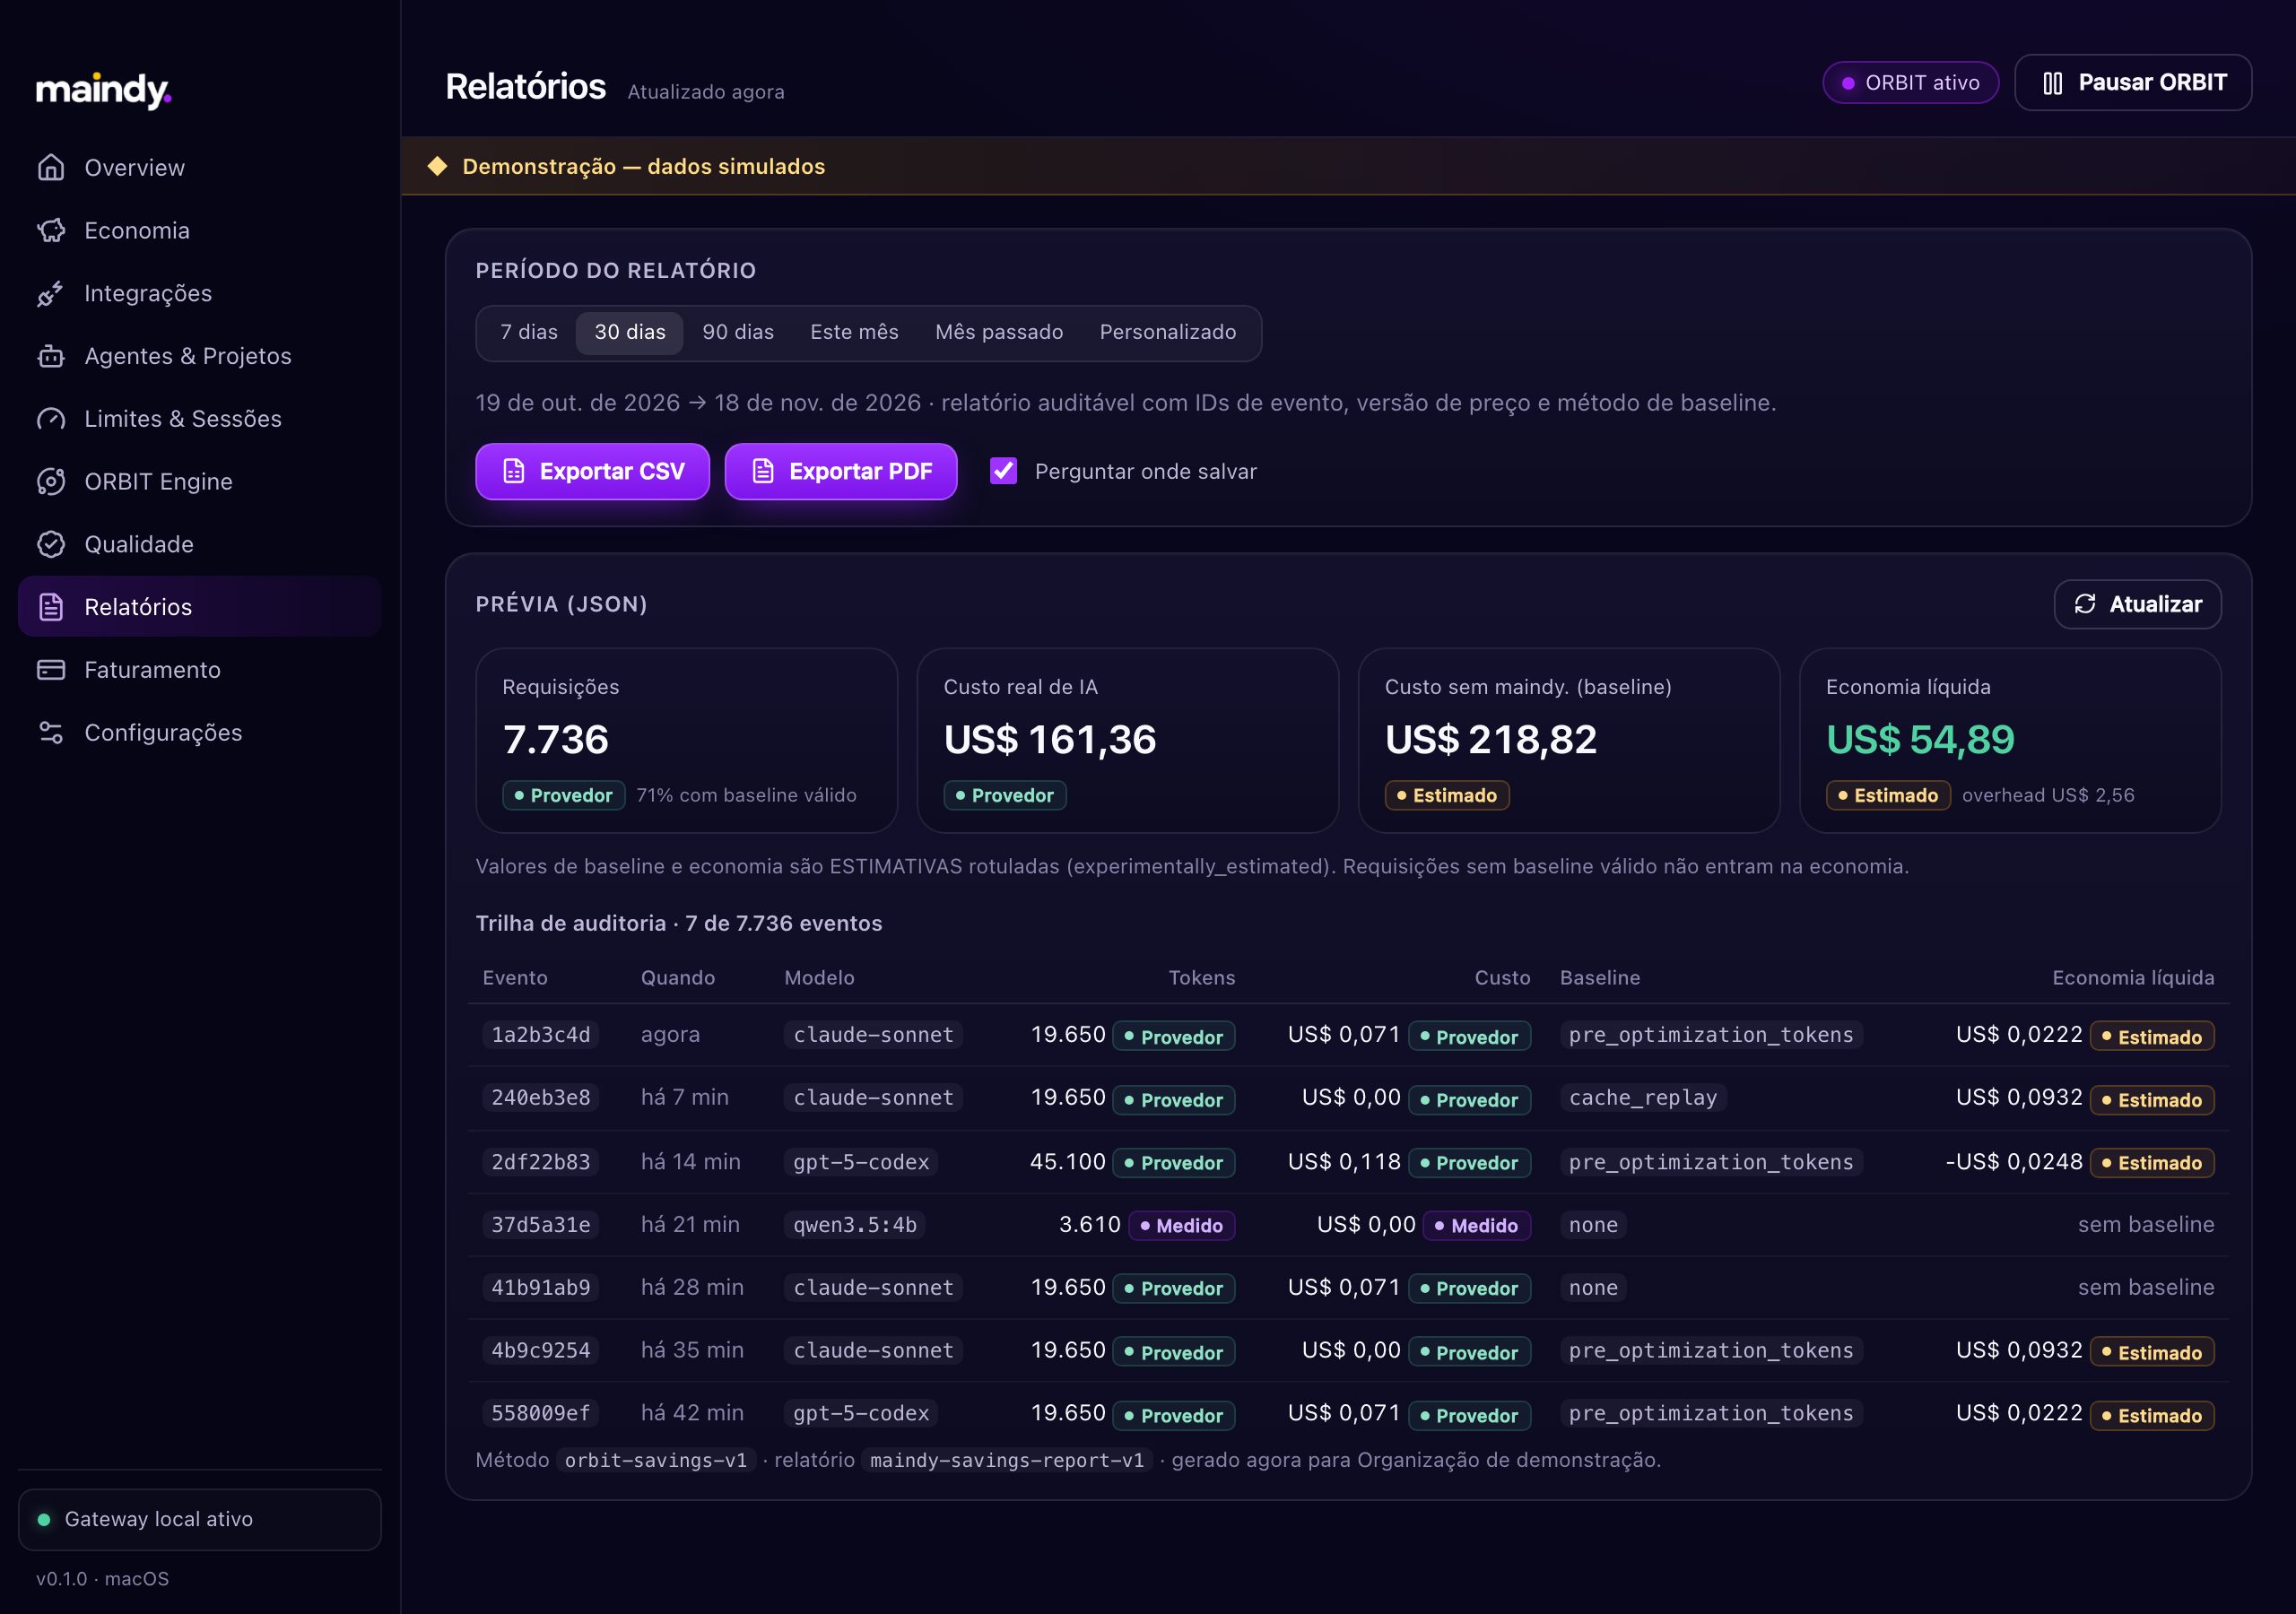 maindy.
Overview
Economia
Integrações
Agentes & Projetos
Limites & Sessões
ORBIT Engine
Qualidade
Relatórios
Faturamento
Configurações
Gateway local ativo
v0.1.0 · macOS
Relatórios Atualizado agora
ORBIT ativo Pausar ORBIT
Demonstração — dados simulados
PERÍODO DO RELATÓRIO
7 dias 30 dias 90 dias Este mês Mês passado Personalizado
19 de out. de 2026 → 18 de nov. de 2026 · relatório auditável com IDs de evento, versão de preço e método de baseline.
Exportar CSV Exportar PDF Perguntar onde salvar
PRÉVIA (JSON) Atualizar
Requisições
7.736
Provedor 71% com baseline válido
Custo real de IA
US$ 161,36
Provedor
Custo sem maindy. (baseline)
US$ 218,82
Estimado
Economia líquida
US$ 54,89
Estimado overhead US$ 2,56
Valores de baseline e economia são ESTIMATIVAS rotuladas (experimentally_estimated). Requisições sem baseline válido não entram na economia.
Trilha de auditoria · 7 de 7.736 eventos
Evento Quando Modelo Tokens Custo Baseline Economia líquida
1a2b3c4d agora claude-sonnet 19.650 Provedor US$ 0,071 Provedor pre_optimization_tokens US$ 0,0222 Estimado
240eb3e8 há 7 min claude-sonnet 19.650 Provedor US$ 0,00 Provedor cache_replay US$ 0,0932 Estimado
2df22b83 há 14 min gpt-5-codex 45.100 Provedor US$ 0,118 Provedor pre_optimization_tokens -US$ 0,0248 Estimado
37d5a31e há 21 min qwen3.5:4b 3.610 Medido US$ 0,00 Medido none sem baseline
41b91ab9 há 28 min claude-sonnet 19.650 Provedor US$ 0,071 Provedor none sem baseline
4b9c9254 há 35 min claude-sonnet 19.650 Provedor US$ 0,00 Provedor pre_optimization_tokens US$ 0,0932 Estimado
558009ef há 42 min gpt-5-codex 19.650 Provedor US$ 0,071 Provedor pre_optimization_tokens US$ 0,0222 Estimado
Método orbit-savings-v1 · relatório maindy-savings-report-v1 · gerado agora para Organização de demonstração.